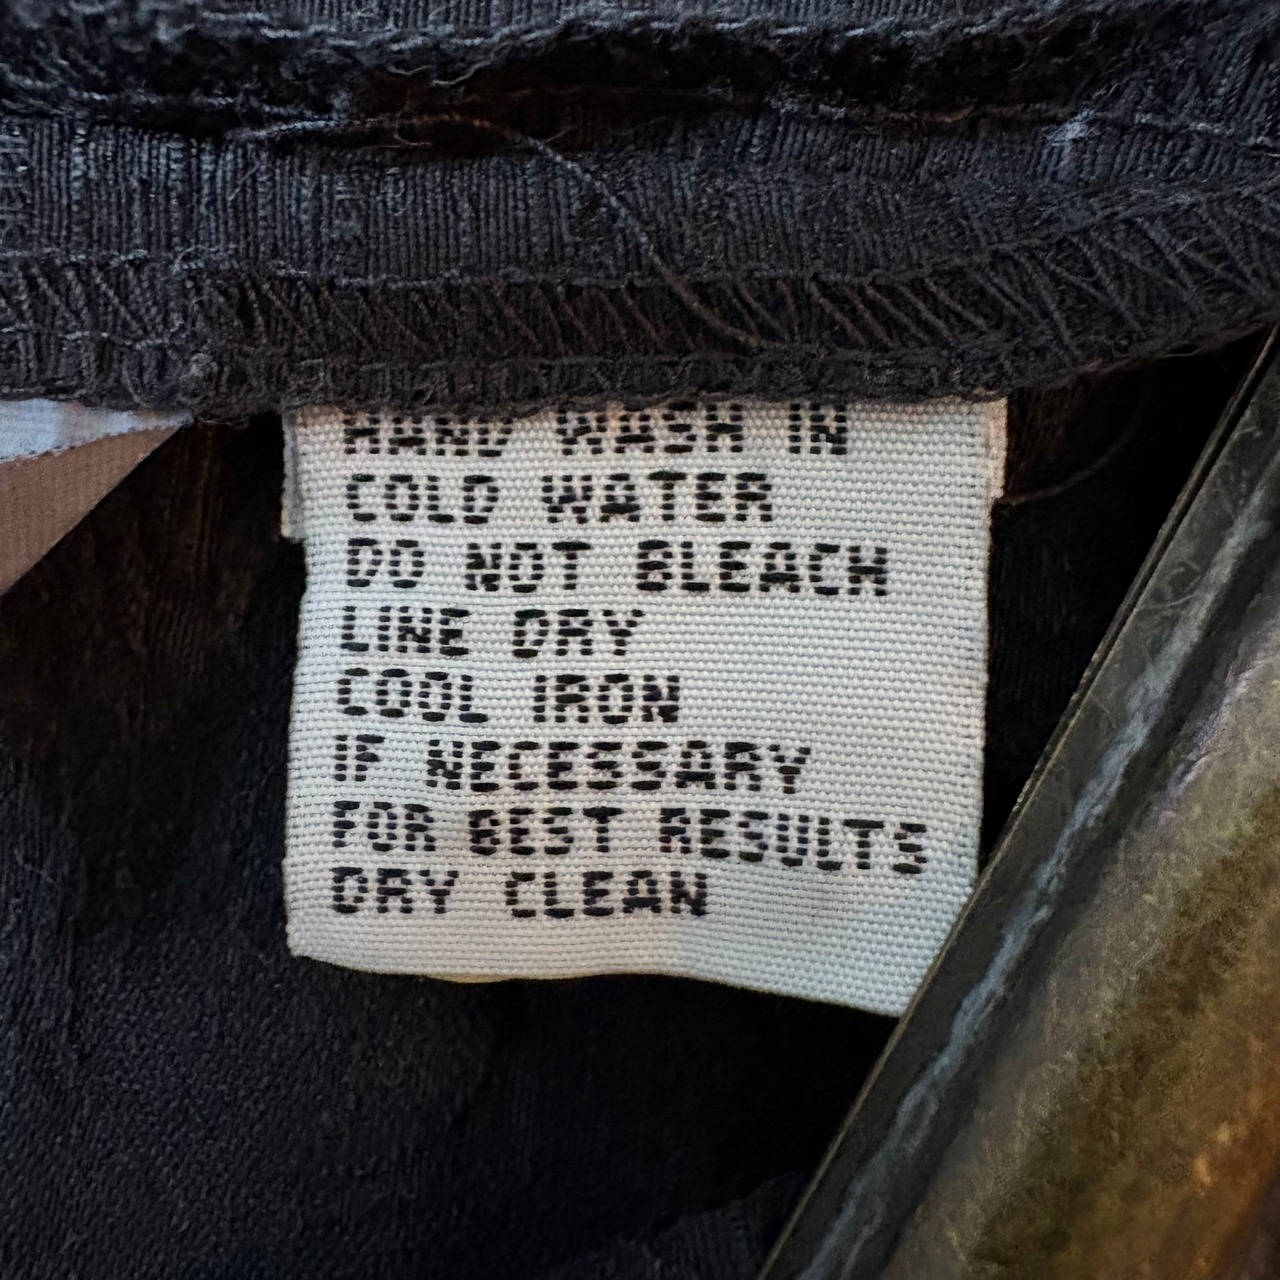 HAND WASH IN
COLD WATER
DO NOT BLEACH
LINE DRY
COOL IRON
IF NECESSARY
FOR BEST RESULTS
DRY CLEAN